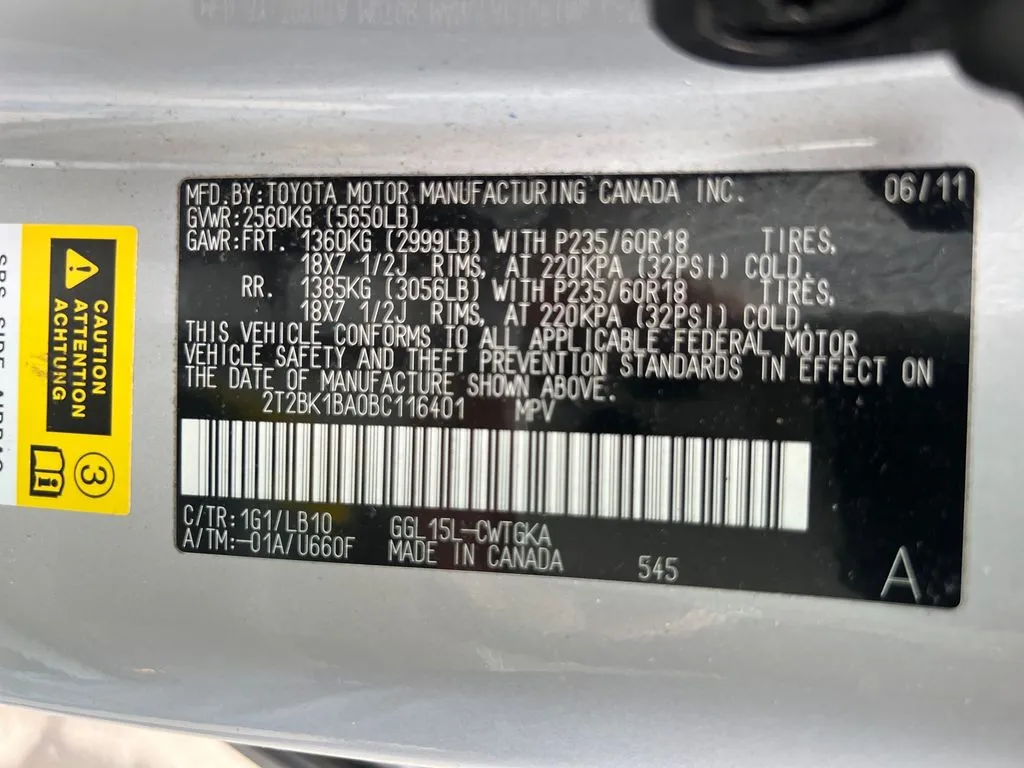 MFD.BY:TOYOTA MOTOR MANUFACTURING CANADA INC. 06/11
GVWR:2560KG (5650LB)
GAWR:FRT. 1360KG (2999LB) WITH P235/60R18 TIRES,
18X7 1/2J RIMS, AT 220KPA (32PSI) COLD.
RR. 1385KG (3056LB) WITH P235/60R18 TIRES,
18X7 1/2J RIMS, AT 220KPA (32PSI) COLD.
THIS VEHICLE CONFORMS TO ALL APPLICABLE FEDERAL MOTOR
VEHICLE SAFETY AND THEFT PREVENTION STANDARDS IN EFFECT ON
THE DATE OF MANUFACTURE SHOWN ABOVE.
2T2BK1BA0BC116401 MPV
C/TR:1G1/LB10 GGL15L-CWTGKA
A/TM:-01A/U660F MADE IN CANADA 545 A
CAUTION
ATTENTION
ACHTUNG
3
SRS SIDE AIRBAG